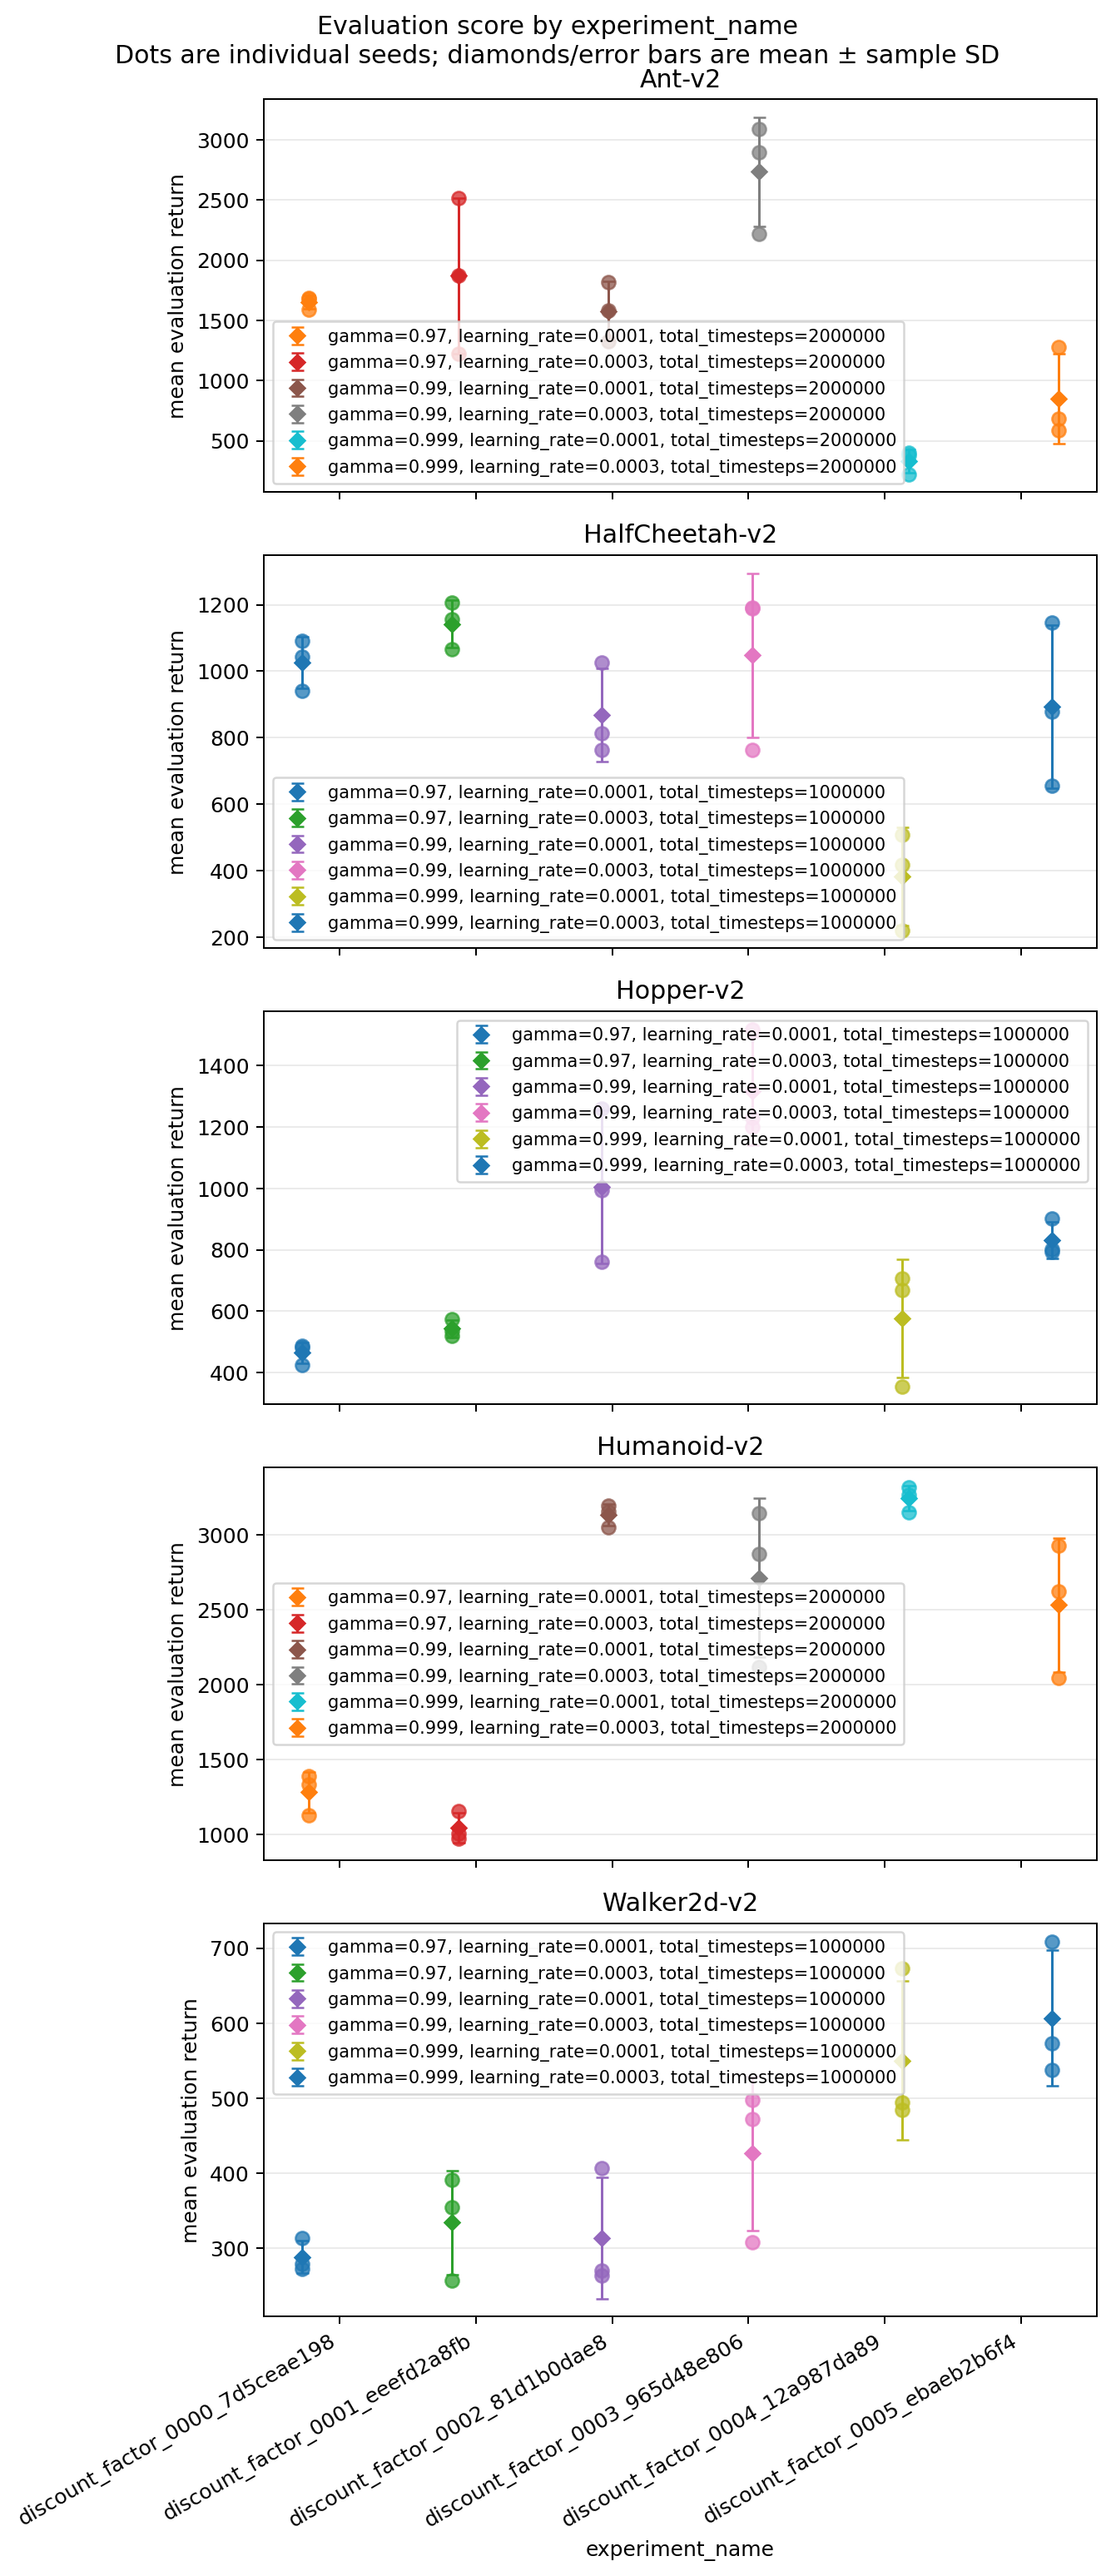 Evaluation score by experiment_name
Dots are individual seeds; diamonds/error bars are mean ± sample SD
Ant-v2
3000
2500
2000
1500
1000
500
mean evaluation return
gamma=0.97, learning_rate=0.0001, total_timesteps=2000000
gamma=0.97, learning_rate=0.0003, total_timesteps=2000000
gamma=0.99, learning_rate=0.0001, total_timesteps=2000000
gamma=0.99, learning_rate=0.0003, total_timesteps=2000000
gamma=0.999, learning_rate=0.0001, total_timesteps=2000000
gamma=0.999, learning_rate=0.0003, total_timesteps=2000000
HalfCheetah-v2
1200
1000
800
600
400
200
mean evaluation return
gamma=0.97, learning_rate=0.0001, total_timesteps=1000000
gamma=0.97, learning_rate=0.0003, total_timesteps=1000000
gamma=0.99, learning_rate=0.0001, total_timesteps=1000000
gamma=0.99, learning_rate=0.0003, total_timesteps=1000000
gamma=0.999, learning_rate=0.0001, total_timesteps=1000000
gamma=0.999, learning_rate=0.0003, total_timesteps=1000000
Hopper-v2
1400
1200
1000
800
600
400
mean evaluation return
gamma=0.97, learning_rate=0.0001, total_timesteps=1000000
gamma=0.97, learning_rate=0.0003, total_timesteps=1000000
gamma=0.99, learning_rate=0.0001, total_timesteps=1000000
gamma=0.99, learning_rate=0.0003, total_timesteps=1000000
gamma=0.999, learning_rate=0.0001, total_timesteps=1000000
gamma=0.999, learning_rate=0.0003, total_timesteps=1000000
Humanoid-v2
3000
2500
2000
1500
1000
mean evaluation return
gamma=0.97, learning_rate=0.0001, total_timesteps=2000000
gamma=0.97, learning_rate=0.0003, total_timesteps=2000000
gamma=0.99, learning_rate=0.0001, total_timesteps=2000000
gamma=0.99, learning_rate=0.0003, total_timesteps=2000000
gamma=0.999, learning_rate=0.0001, total_timesteps=2000000
gamma=0.999, learning_rate=0.0003, total_timesteps=2000000
Walker2d-v2
700
600
500
400
300
mean evaluation return
gamma=0.97, learning_rate=0.0001, total_timesteps=1000000
gamma=0.97, learning_rate=0.0003, total_timesteps=1000000
gamma=0.99, learning_rate=0.0001, total_timesteps=1000000
gamma=0.99, learning_rate=0.0003, total_timesteps=1000000
gamma=0.999, learning_rate=0.0001, total_timesteps=1000000
gamma=0.999, learning_rate=0.0003, total_timesteps=1000000
discount_factor_0000_7d5ceae198
discount_factor_0001_eeefd2a8fb
discount_factor_0002_81d1b0dae8
discount_factor_0003_965d48e806
discount_factor_0004_12a987da89
discount_factor_0005_ebaeb2b6f4
experiment_name